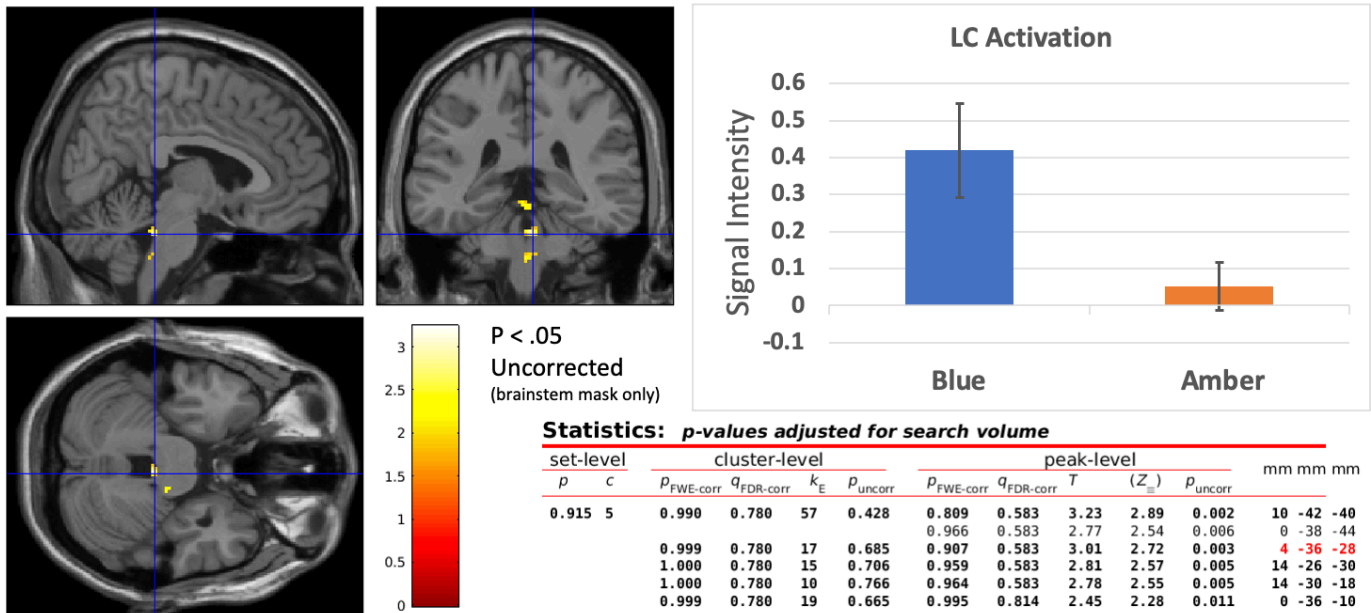 LC Activation
Signal Intensity
0.6
0.5
0.4
0.3
0.2
0.1
0
-0.1
Blue Amber
3
2.5
2
1.5
1
0.5
0
P < .05
Uncorrected
(brainstem mask only)
Statistics: p-values adjusted for search volume
set-level cluster-level peak-level mm mm mm
p c pFWE-corr qFDR-corr kE puncorr pFWE-corr qFDR-corr T (Z≡) puncorr
0.915 5 0.990 0.780 57 0.428 0.809 0.583 3.23 2.89 0.002 10 -42 -40
0.966 0.583 2.77 2.54 0.006 0 -38 -44
0.999 0.780 17 0.685 0.907 0.583 3.01 2.72 0.003 4 -36 -28
1.000 0.780 15 0.706 0.959 0.583 2.81 2.57 0.005 14 -26 -30
1.000 0.780 10 0.766 0.964 0.583 2.78 2.55 0.005 14 -30 -18
0.999 0.780 19 0.665 0.995 0.814 2.45 2.28 0.011 0 -36 -10